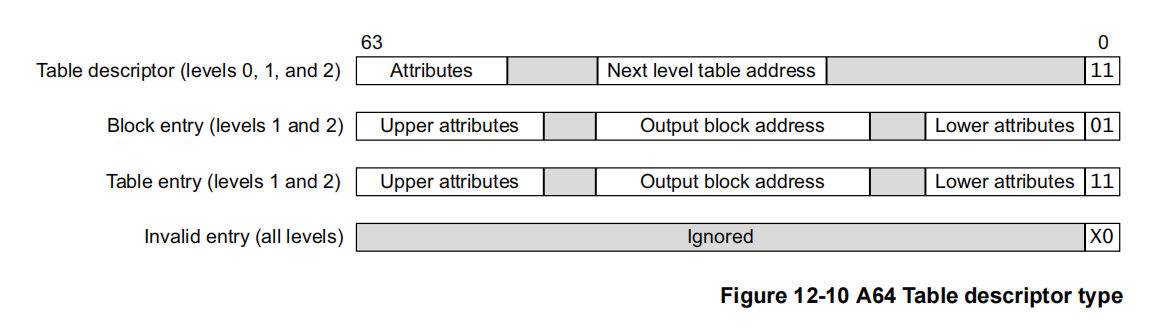 63 0
Table descriptor (levels 0, 1, and 2) Attributes Next level table address 11
Block entry (levels 1 and 2) Upper attributes Output block address Lower attributes 01
Table entry (levels 1 and 2) Upper attributes Output block address Lower attributes 11
Invalid entry (all levels) Ignored X0
Figure 12-10 A64 Table descriptor type